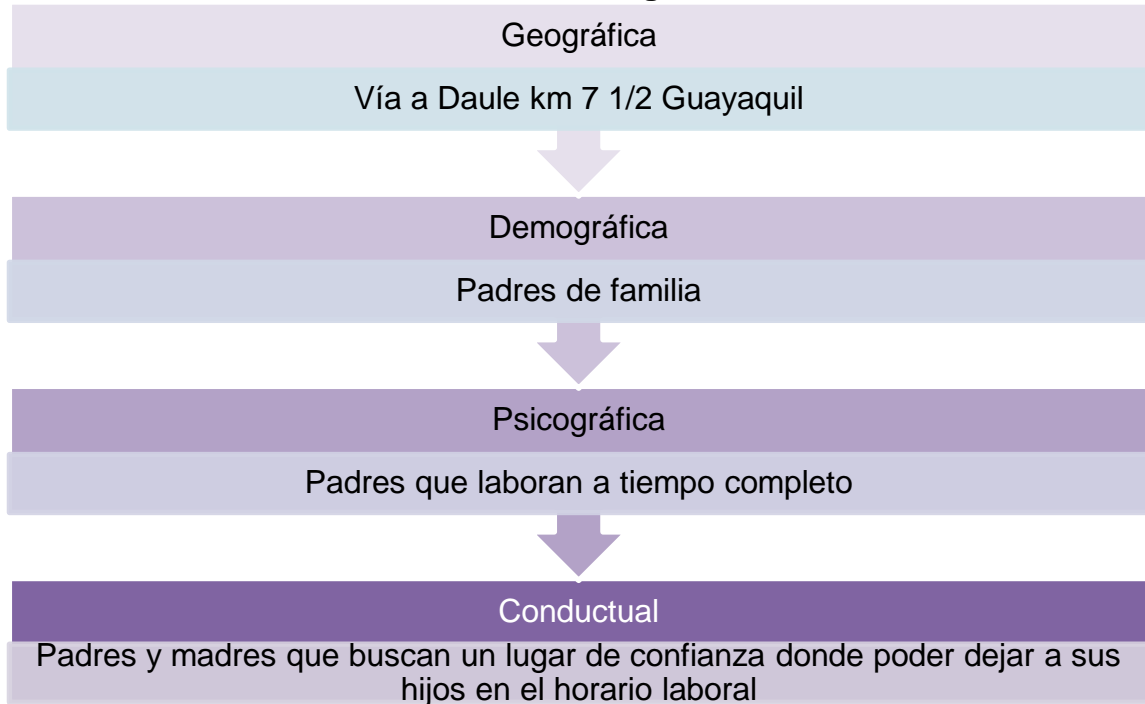 Geográfica
Vía a Daule km 7 1/2 Guayaquil
Demográfica
Padres de familia
Psicográfica
Padres que laboran a tiempo completo
Conductual
Padres y madres que buscan un lugar de confianza donde poder dejar a sus
hijos en el horario laboral